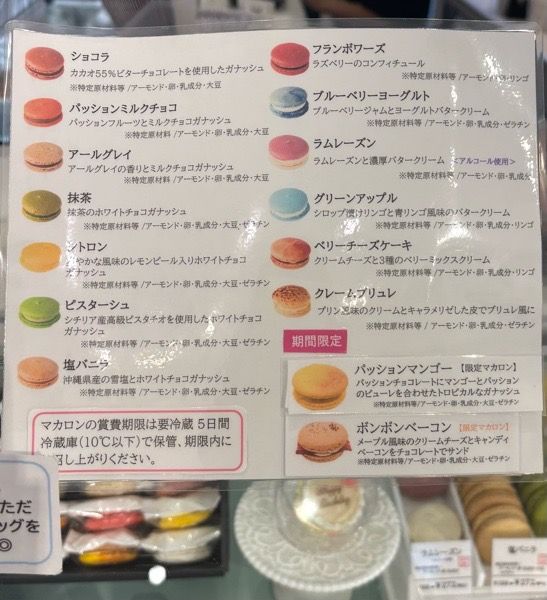 ショコラ
カカオ55%ビターチョコレートを使用したガナッシュ
※特定原材料等 /アーモンド・卵・乳成分・大豆
パッションミルクチョコ
パッションフルーツとミルクチョコガナッシュ
※特定原材料等 /アーモンド・卵・乳成分・大豆
アールグレイ
アールグレイの香りとミルクチョコガナッシュ
※特定原材料 /アーモンド・卵・乳成分・大豆
抹茶
抹茶のホワイトチョコガナッシュ
※特定原材料等 /アーモンド・卵・乳成分・大豆・ゼラチン
シトロン
やかな風味のレモンピール入りホワイトチョコ
ガナッシュ
※特定原材料等 /アーモンド・卵・乳成分・大豆・ゼラチン
ピスターシュ
シチリア産高級ピスタチオを使用したホワイトチョコ
ガナッシュ
※特定原材料等 /アーモンド・卵・乳成分・大豆・ゼラチン
塩バニラ
沖縄県産の雪塩とホワイトチョコガナッシュ
※特定原材料等 /アーモンド・卵・乳成分・大豆・ゼラチン
マカロンの賞費期限は要冷蔵 5日間
冷蔵庫(10℃以下)で保管、期限内に
召し上がりください。
フランボワーズ
ラズベリーのコンフィチュール
※特定原材料等 /アーモンド・卵・リンゴ
ブルーベリーヨーグルト
ブルーベリージャムとヨーグルトバタークリーム
※特定原材料等 /アーモンド・卵・乳成分・ゼラチン
ラムレーズン
ラムレーズンと濃厚バタークリーム <アルコール使用>
※特定原材料等 /アーモンド・卵・乳成分
グリーンアップル
シロップ漬けリンゴと青リンゴ風味のバタークリーム
※特定原材料等 /アーモンド・卵・乳成分・リンゴ
ベリーチーズケーキ
クリームチーズと3種のベリーミックスクリーム
※特定原材料等 /アーモンド・卵・乳成分
クレームブリュレ
プリン風味のクリームとキャラメリゼした皮でブリュレ風に
※特定原材料等 /アーモンド・卵・乳成分・ゼラチン
期間限定
パッションマンゴー 【限定マカロン】
パッションチョコレートにマンゴーとパッション
のピューレを合わせたトロピカルなガナッシュ
※特定原材料等/アーモンド・卵・乳成分・大豆・ゼラチン
ボンボンベーコン 【限定マカロン】
メープル風味のクリームチーズとキャンディ
ベーコンをチョコレートでサンド
※特定原材料等/アーモンド・卵・乳成分・大豆・ゼラチン
ただ
ッグを
ラムレーズン
塩バニラ